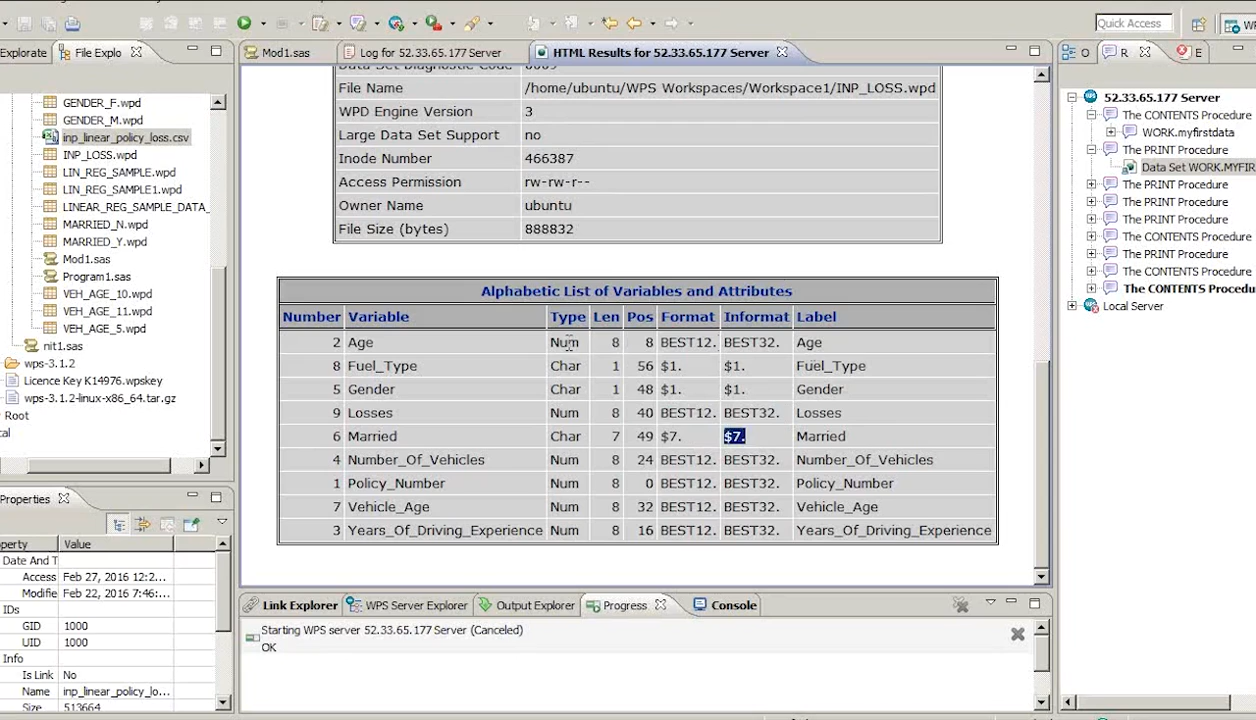 Quick Access
Explorate
File Explo
Mod1.sas
Log for 52.33.65.177 Server
HTML Results for 52.33.65.177 Server
O
R
E
GENDER_F.wpd
GENDER_M.wpd
inp_linear_policy_loss.csv
INP_LOSS.wpd
LIN_REG_SAMPLE.wpd
LIN_REG_SAMPLE1.wpd
LINEAR_REG_SAMPLE_DATA_
MARRIED_N.wpd
MARRIED_Y.wpd
Mod1.sas
Program1.sas
VEH_AGE_10.wpd
VEH_AGE_11.wpd
VEH_AGE_5.wpd
nit1.sas
wps-3.1.2
Licence Key K14976.wpskey
wps-3.1.2-linux-x86_64.tar.gz
Root
cal
Data Set Diagnostic Code 0009
File Name /home/ubuntu/WPS Workspaces/Workspace1/INP_LOSS.wpd
WPD Engine Version 3
Large Data Set Support no
Inode Number 466387
Access Permission rw-rw-r--
Owner Name ubuntu
File Size (bytes) 888832
Alphabetic List of Variables and Attributes
Number Variable Type Len Pos Format Informat Label
2 Age Num 8 8 BEST12. BEST32. Age
8 Fuel_Type Char 1 56 $1. $1. Fuel_Type
5 Gender Char 1 48 $1. $1. Gender
9 Losses Num 8 40 BEST12. BEST32. Losses
6 Married Char 7 49 $7. $7. Married
4 Number_Of_Vehicles Num 8 24 BEST12. BEST32. Number_Of_Vehicles
1 Policy_Number Num 8 0 BEST12. BEST32. Policy_Number
7 Vehicle_Age Num 8 32 BEST12. BEST32. Vehicle_Age
3 Years_Of_Driving_Experience Num 8 16 BEST12. BEST32. Years_Of_Driving_Experience
52.33.65.177 Server
The CONTENTS Procedure
WORK.myfirstdata
The PRINT Procedure
Data Set WORK.MYFIR
The PRINT Procedure
The PRINT Procedure
The PRINT Procedure
The CONTENTS Procedure
The PRINT Procedure
The CONTENTS Procedure
The CONTENTS Procedu
Local Server
Properties
perty Value
Date And T
Access Feb 27, 2016 12:2...
Modifie Feb 22, 2016 7:46:...
IDs
GID 1000
UID 1000
Info
Is Link No
Name inp_linear_policy_lo...
Size 513664
Link Explorer
WPS Server Explorer
Output Explorer
Progress
Console
Starting WPS server 52.33.65.177 Server (Canceled)
OK